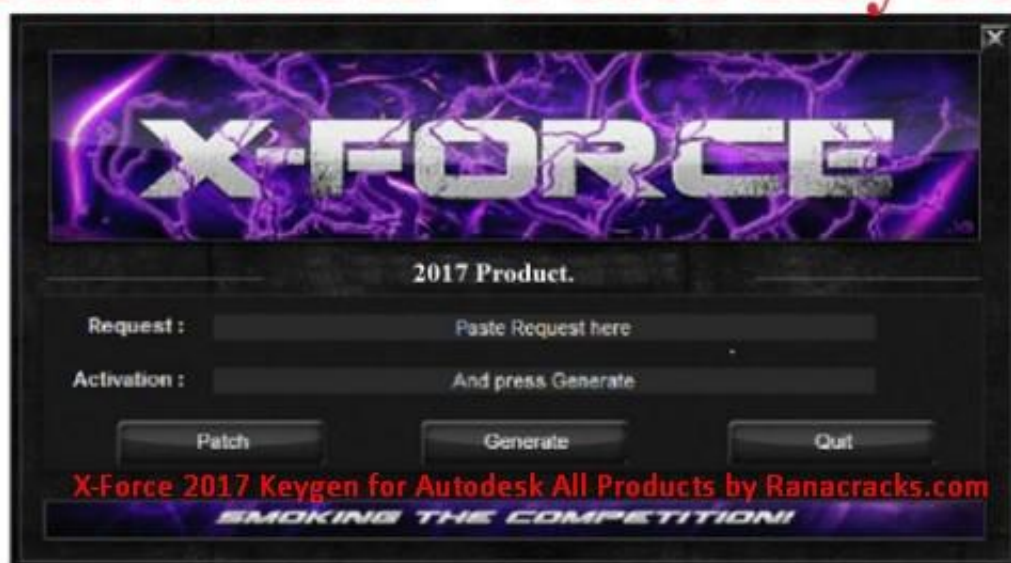 X
X-FORCE
2017 Product.
Request :
Paste Request here
Activation :
And press Generate
Patch
Generate
Quit
X-Force 2017 Keygen for Autodesk All Products by Ranacracks.com
SMOKING THE COMPETITION!